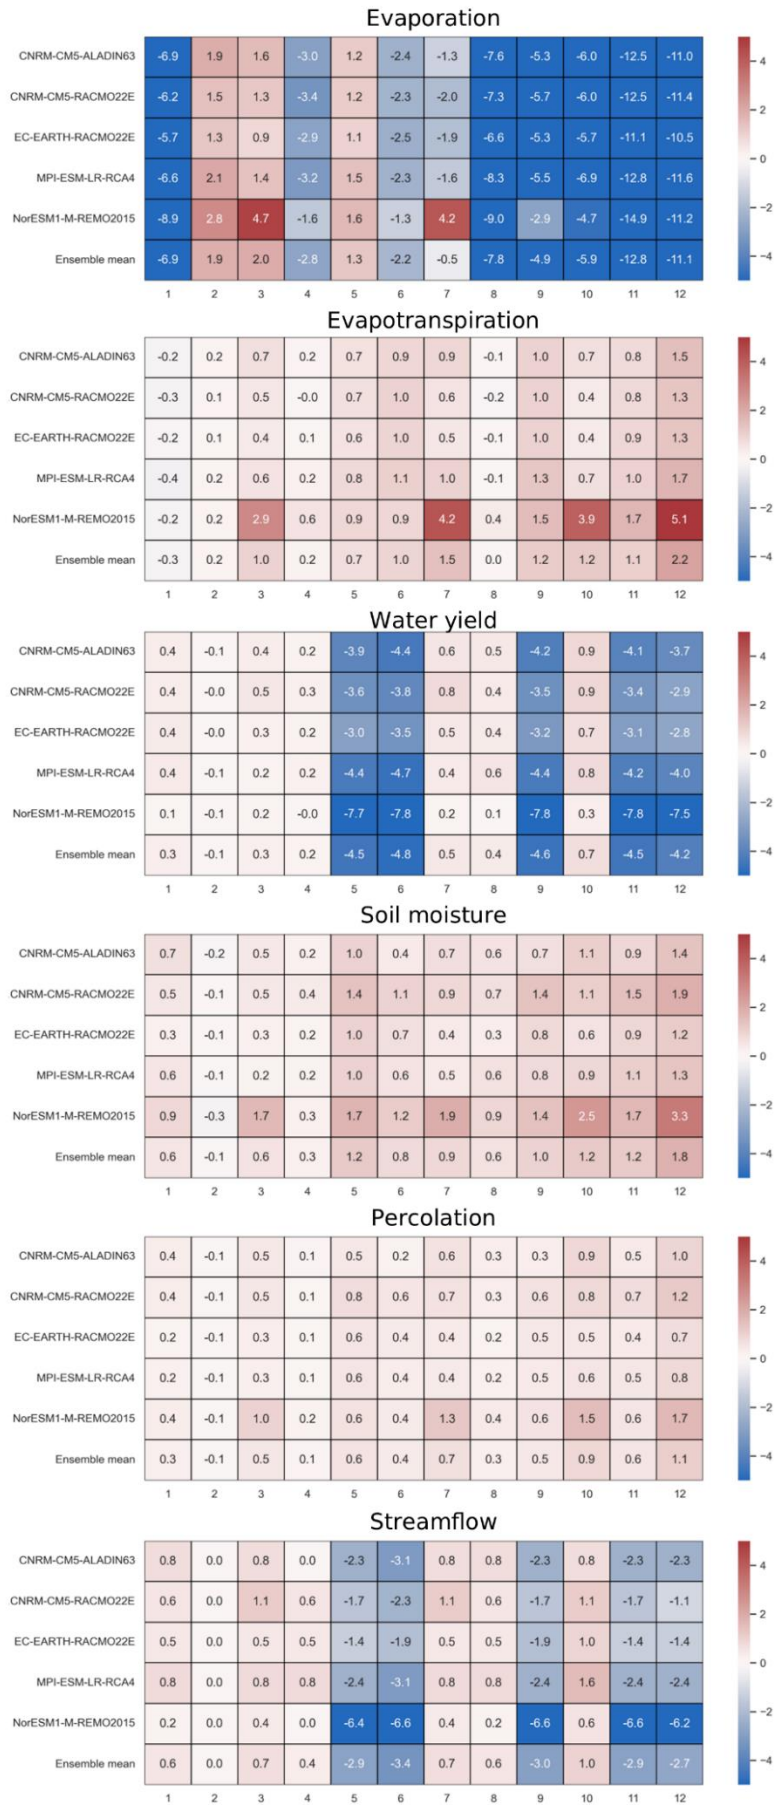 Evaporation
CNRM-CM5-ALADIN63 -6.9 1.9 1.6 -3.0 1.2 -2.4 -1.3 -7.6 -5.3 -6.0 -12.5 -11.0
CNRM-CM5-RACMO22E -6.2 1.5 1.3 -3.4 1.2 -2.3 -2.0 -7.3 -5.7 -6.0 -12.5 -11.4
EC-EARTH-RACMO22E -5.7 1.3 0.9 -2.9 1.1 -2.5 -1.9 -6.6 -5.3 -5.7 -11.1 -10.5
MPI-ESM-LR-RCA4 -6.6 2.1 1.4 -3.2 1.5 -2.3 -1.6 -8.3 -5.5 -6.9 -12.8 -11.6
NorESM1-M-REMO2015 -8.9 2.8 4.7 -1.6 1.6 -1.3 4.2 -9.0 -2.9 -4.7 -14.9 -11.2
Ensemble mean -6.9 1.9 2.0 -2.8 1.3 -2.2 -0.5 -7.8 -4.9 -5.9 -12.8 -11.1
1 2 3 4 5 6 7 8 9 10 11 12
4
2
0
−2
−4
Evapotranspiration
CNRM-CM5-ALADIN63 -0.2 0.2 0.7 0.2 0.7 0.9 0.9 -0.1 1.0 0.7 0.8 1.5
CNRM-CM5-RACMO22E -0.3 0.1 0.5 -0.0 0.7 1.0 0.6 -0.2 1.0 0.4 0.8 1.3
EC-EARTH-RACMO22E -0.2 0.1 0.4 0.1 0.6 1.0 0.5 -0.1 1.0 0.4 0.9 1.3
MPI-ESM-LR-RCA4 -0.4 0.2 0.6 0.2 0.8 1.1 1.0 -0.1 1.3 0.7 1.0 1.7
NorESM1-M-REMO2015 -0.2 0.2 2.9 0.6 0.9 0.9 4.2 0.4 1.5 3.9 1.7 5.1
Ensemble mean -0.3 0.2 1.0 0.2 0.7 1.0 1.5 0.0 1.2 1.2 1.1 2.2
1 2 3 4 5 6 7 8 9 10 11 12
4
2
0
−2
−4
Water yield
CNRM-CM5-ALADIN63 0.4 -0.1 0.4 0.2 -3.9 -4.4 0.6 0.5 -4.2 0.9 -4.1 -3.7
CNRM-CM5-RACMO22E 0.4 -0.0 0.5 0.3 -3.6 -3.8 0.8 0.4 -3.5 0.9 -3.4 -2.9
EC-EARTH-RACMO22E 0.4 -0.0 0.3 0.2 -3.0 -3.5 0.5 0.4 -3.2 0.7 -3.1 -2.8
MPI-ESM-LR-RCA4 0.4 -0.1 0.2 0.2 -4.4 -4.7 0.4 0.6 -4.4 0.8 -4.2 -4.0
NorESM1-M-REMO2015 0.1 -0.1 0.2 -0.0 -7.7 -7.8 0.2 0.1 -7.8 0.3 -7.8 -7.5
Ensemble mean 0.3 -0.1 0.3 0.2 -4.5 -4.8 0.5 0.4 -4.6 0.7 -4.5 -4.2
1 2 3 4 5 6 7 8 9 10 11 12
4
2
0
−2
−4
Soil moisture
CNRM-CM5-ALADIN63 0.7 -0.2 0.5 0.2 1.0 0.4 0.7 0.6 0.7 1.1 0.9 1.4
CNRM-CM5-RACMO22E 0.5 -0.1 0.5 0.4 1.4 1.1 0.9 0.7 1.4 1.1 1.5 1.9
EC-EARTH-RACMO22E 0.3 -0.1 0.3 0.2 1.0 0.7 0.4 0.3 0.8 0.6 0.9 1.2
MPI-ESM-LR-RCA4 0.6 -0.1 0.2 0.2 1.0 0.6 0.5 0.6 0.8 0.9 1.1 1.3
NorESM1-M-REMO2015 0.9 -0.3 1.7 0.3 1.7 1.2 1.9 0.9 1.4 2.5 1.7 3.3
Ensemble mean 0.6 -0.1 0.6 0.3 1.2 0.8 0.9 0.6 1.0 1.2 1.2 1.8
1 2 3 4 5 6 7 8 9 10 11 12
4
2
0
−2
−4
Percolation
CNRM-CM5-ALADIN63 0.4 -0.1 0.5 0.1 0.5 0.2 0.6 0.3 0.3 0.9 0.5 1.0
CNRM-CM5-RACMO22E 0.4 -0.1 0.5 0.1 0.8 0.6 0.7 0.3 0.6 0.8 0.7 1.2
EC-EARTH-RACMO22E 0.2 -0.1 0.3 0.1 0.6 0.4 0.4 0.2 0.5 0.5 0.4 0.7
MPI-ESM-LR-RCA4 0.2 -0.1 0.3 0.1 0.6 0.4 0.4 0.2 0.5 0.6 0.5 0.8
NorESM1-M-REMO2015 0.4 -0.1 1.0 0.2 0.6 0.4 1.3 0.4 0.6 1.5 0.6 1.7
Ensemble mean 0.3 -0.1 0.5 0.1 0.6 0.4 0.7 0.3 0.5 0.9 0.6 1.1
1 2 3 4 5 6 7 8 9 10 11 12
4
2
0
−2
−4
Streamflow
CNRM-CM5-ALADIN63 0.8 0.0 0.8 0.0 -2.3 -3.1 0.8 0.8 -2.3 0.8 -2.3 -2.3
CNRM-CM5-RACMO22E 0.6 0.0 1.1 0.6 -1.7 -2.3 1.1 0.6 -1.7 1.1 -1.7 -1.1
EC-EARTH-RACMO22E 0.5 0.0 0.5 0.5 -1.4 -1.9 0.5 0.5 -1.9 1.0 -1.4 -1.4
MPI-ESM-LR-RCA4 0.8 0.0 0.8 0.8 -2.4 -3.1 0.8 0.8 -2.4 1.6 -2.4 -2.4
NorESM1-M-REMO2015 0.2 0.0 0.4 0.0 -6.4 -6.6 0.4 0.2 -6.6 0.6 -6.6 -6.2
Ensemble mean 0.6 0.0 0.7 0.4 -2.9 -3.4 0.7 0.6 -3.0 1.0 -2.9 -2.7
1 2 3 4 5 6 7 8 9 10 11 12
4
2
0
−2
−4